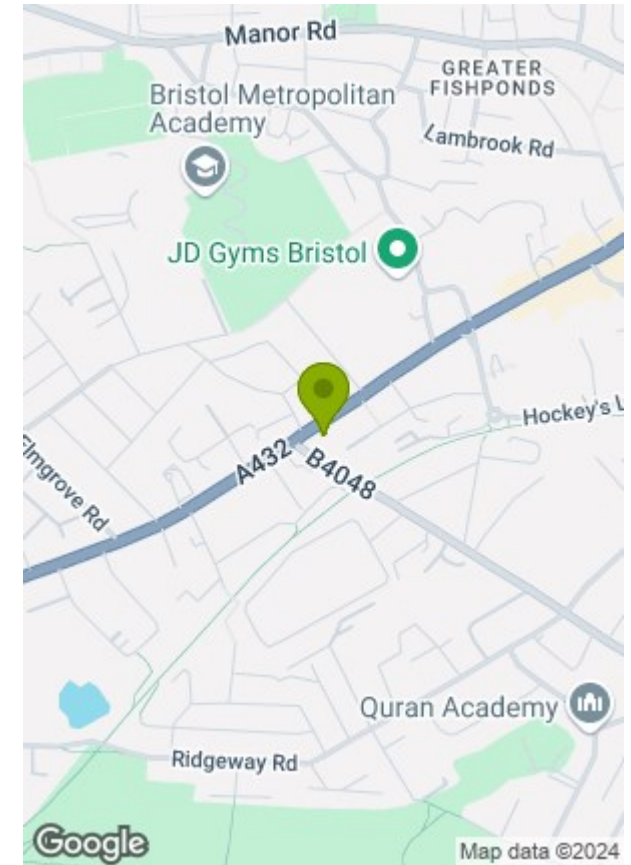 Manor Rd
GREATER
FISHPONDS
Bristol Metropolitan
Academy
Lambrook Rd
JD Gyms Bristol
Hockey's L
Elmgrove Rd
A432
B4048
Quran Academy
Ridgeway Rd
Google
Map data ©2024